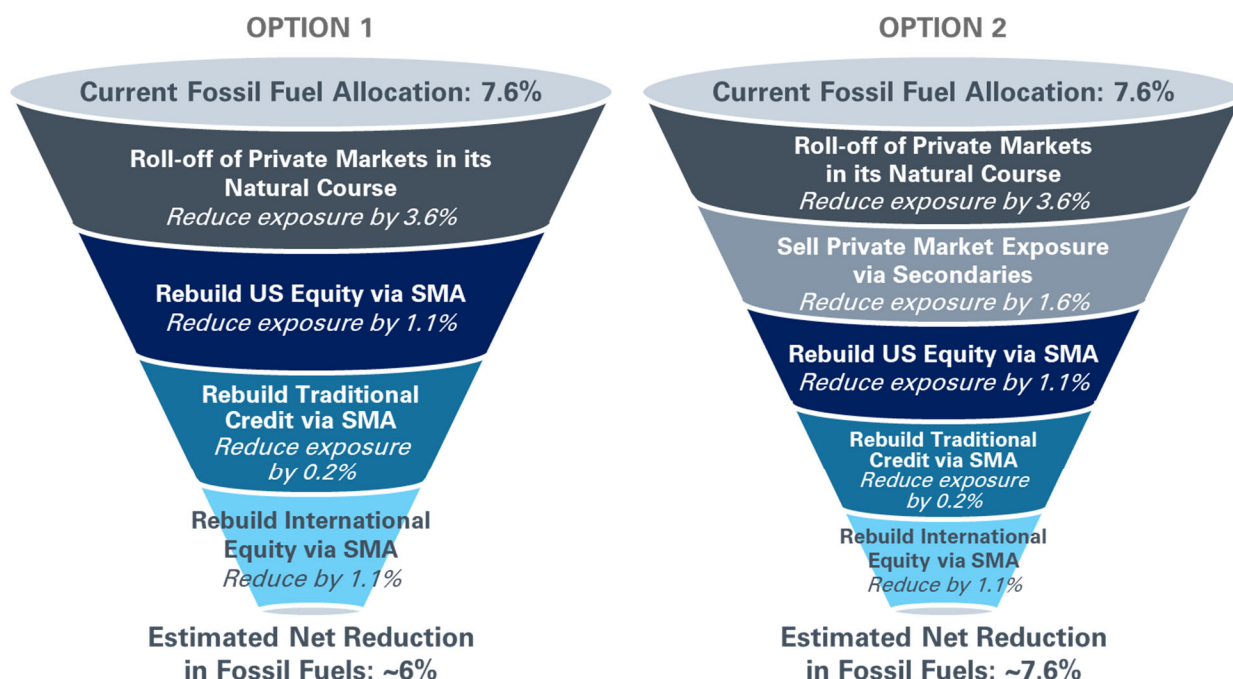 OPTION 1
Current Fossil Fuel Allocation: 7.6%
Roll-off of Private Markets in its
Natural Course
Reduce exposure by 3.6%
Rebuild US Equity via SMA
Reduce exposure by 1.1%
Rebuild Traditional
Credit via SMA
Reduce exposure
by 0.2%
Rebuild International
Equity via SMA
Reduce by 1.1%
Estimated Net Reduction
in Fossil Fuels: ~6%
OPTION 2
Current Fossil Fuel Allocation: 7.6%
Roll-off of Private Markets
in its Natural Course
Reduce exposure by 3.6%
Sell Private Market Exposure
via Secondaries
Reduce exposure by 1.6%
Rebuild US Equity via SMA
Reduce exposure by 1.1%
Rebuild Traditional
Credit via SMA
Reduce exposure
by 0.2%
Rebuild International
Equity via SMA
Reduce by 1.1%
Estimated Net Reduction
in Fossil Fuels: ~7.6%